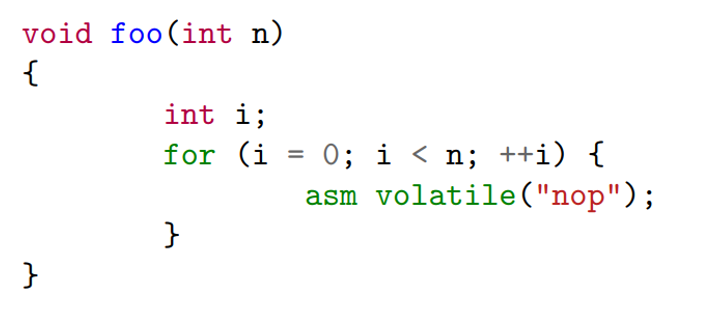 void foo(int n)
{
        int i;
        for (i = 0; i < n; ++i) {
                asm volatile("nop");
        }
}